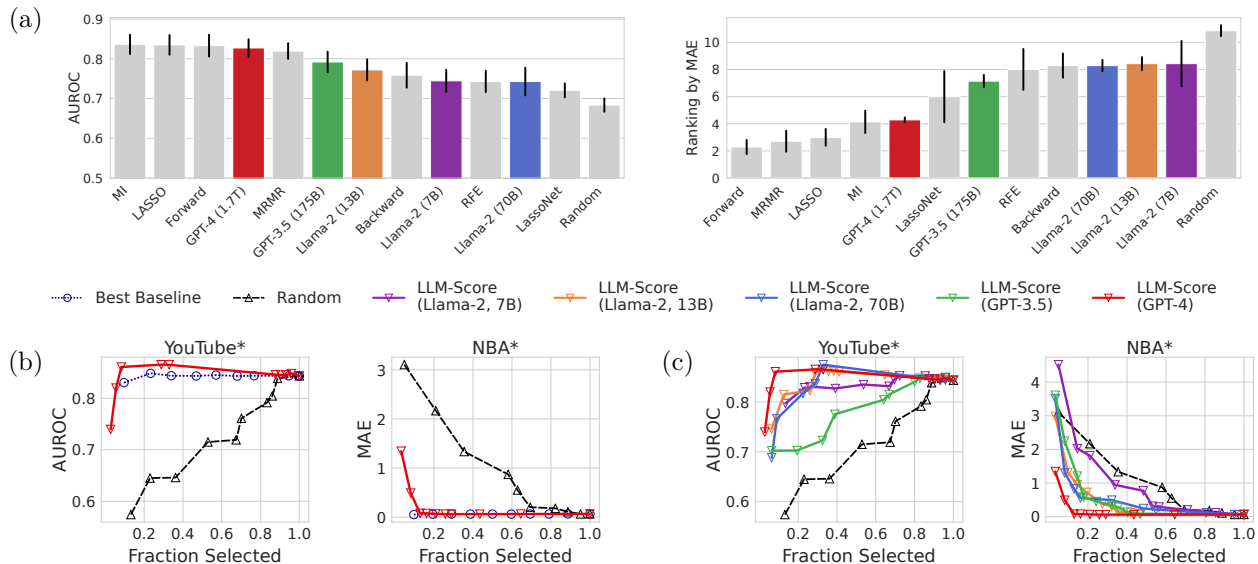 (a)
0.9
0.8
0.7
0.6
0.5
AUROC
MI
LASSO
Forward
GPT-4 (1.7T)
MRMR
GPT-3.5 (175B)
Llama-2 (13B)
Backward
Llama-2 (7B)
RFE
Llama-2 (70B)
LassoNet
Random
10
8
6
4
2
0
Ranking by MAE
Forward
MRMR
LASSO
MI
GPT-4 (1.7T)
LassoNet
GPT-3.5 (175B)
RFE
Backward
Llama-2 (70B)
Llama-2 (13B)
Llama-2 (7B)
Random
Best Baseline
Random
LLM-Score
(Llama-2, 7B)
LLM-Score
(Llama-2, 13B)
LLM-Score
(Llama-2, 70B)
LLM-Score
(GPT-3.5)
LLM-Score
(GPT-4)
(b)
YouTube*
0.8
0.7
0.6
AUROC
0.2 0.4 0.6 0.8 1.0
Fraction Selected
NBA*
3
2
1
0
MAE
0.2 0.4 0.6 0.8 1.0
Fraction Selected
(c)
YouTube*
0.8
0.7
0.6
AUROC
0.2 0.4 0.6 0.8 1.0
Fraction Selected
NBA*
4
3
2
1
0
MAE
0.2 0.4 0.6 0.8 1.0
Fraction Selected